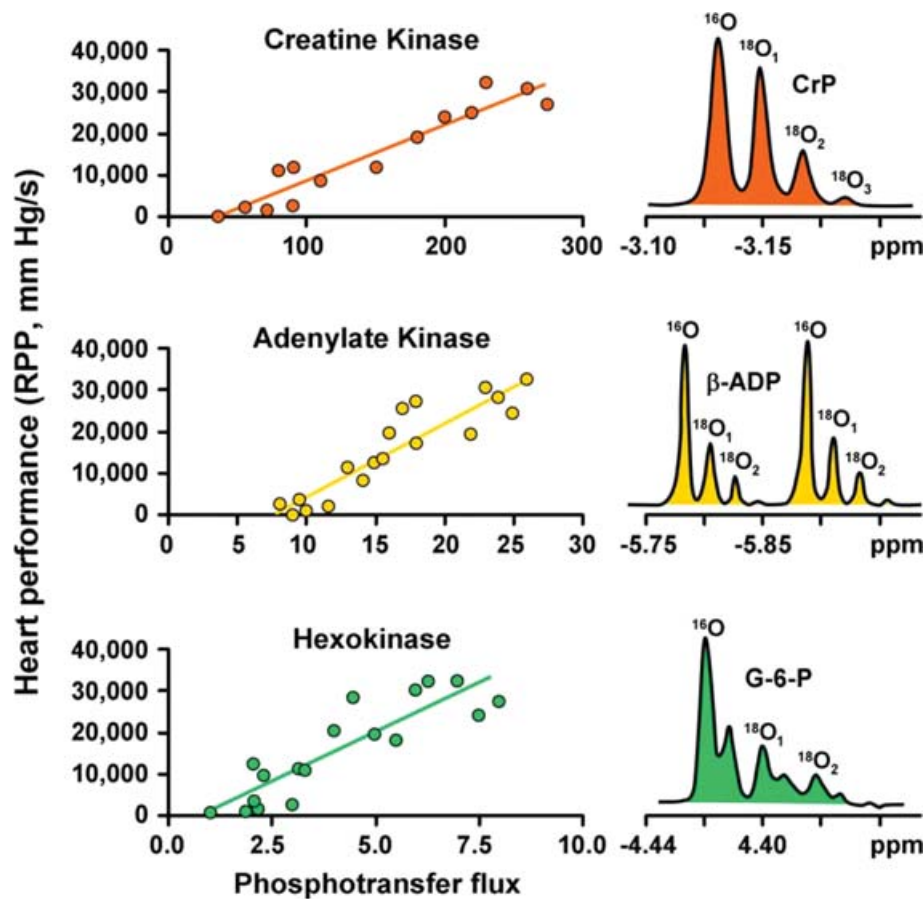 Heart performance (RPP, mm Hg/s)
Creatine Kinase
40,000
30,000
20,000
10,000
0
0 100 200 300
16O
18O1
CrP
18O2
18O3
-3.10 -3.15 ppm
Adenylate Kinase
40,000
30,000
20,000
10,000
0
0 5 10 15 20 25 30
16O 16O
β-ADP
18O1 18O1
18O2 18O2
-5.75 -5.85 ppm
Hexokinase
40,000
30,000
20,000
10,000
0
0.0 2.5 5.0 7.5 10.0
Phosphotransfer flux
16O
G-6-P
18O1
18O2
-4.44 4.40 ppm